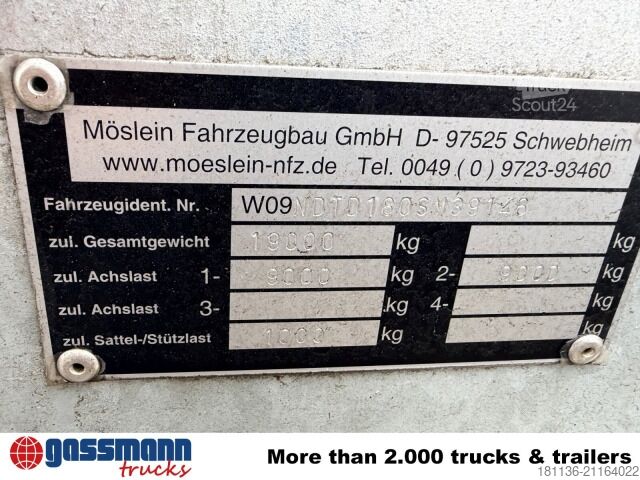 Truck
Scout24
Möslein Fahrzeugbau GmbH D- 97525 Schwebheim
www.moeslein-nfz.de Tel. 0049 ( 0 ) 9723-93460
Fahrzeugident. Nr. W09
zul. Gesamtgewicht 19000 kg kg
zul. Achslast 1- 9000 kg 2- 9000 kg
zul. Achslast 3- kg 4- kg
zul. Sattel-/Stützlast 1000 kg kg
gassmann
trucks
More than 2.000 trucks & trailers
181136-21164022